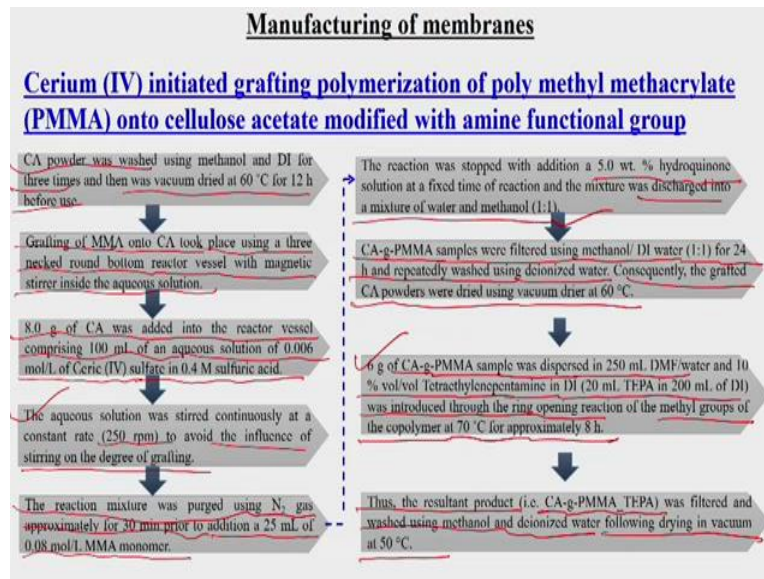 Manufacturing of membranes
Cerium (IV) initiated grafting polymerization of poly methyl methacrylate
(PMMA) onto cellulose acetate modified with amine functional group
CA powder was washed using methanol and DI for
three times and then was vacuum dried at 60 °C for 12 h
before use.
Grafting of MMA onto CA took place using a three
necked round bottom reactor vessel with magnetic
stirrer inside the aqueous solution.
8.0 g of CA was added into the reactor vessel
comprising 100 mL of an aqueous solution of 0.006
mol/L of Ceric (IV) sulfate in 0.4 M sulfuric acid.
The aqueous solution was stirred continuously at a
constant rate (250 rpm) to avoid the influence of
stirring on the degree of grafting.
The reaction mixture was purged using N₂ gas
approximately for 30 min prior to addition a 25 mL of
0.08 mol/L MMA monomer.
The reaction was stopped with addition a 5.0 wt. % hydroquinone
solution at a fixed time of reaction and the mixture was discharged into
a mixture of water and methanol (1:1).
CA-g-PMMA samples were filtered using methanol/ DI water (1:1) for 24
h and repeatedly washed using deionized water. Consequently, the grafted
CA powders were dried using vacuum drier at 60 °C.
6 g of CA-g-PMMA sample was dispersed in 250 mL DMF/water and 10
% vol/vol Tetraethylenepentamine in DI (20 mL TEPA in 200 mL of DI)
was introduced through the ring opening reaction of the methyl groups of
the copolymer at 70 °C for approximately 8 h.
Thus, the resultant product (i.e. CA-g-PMMA_TEPA) was filtered and
washed using methanol and deionized water following drying in vacuum
at 50 °C.